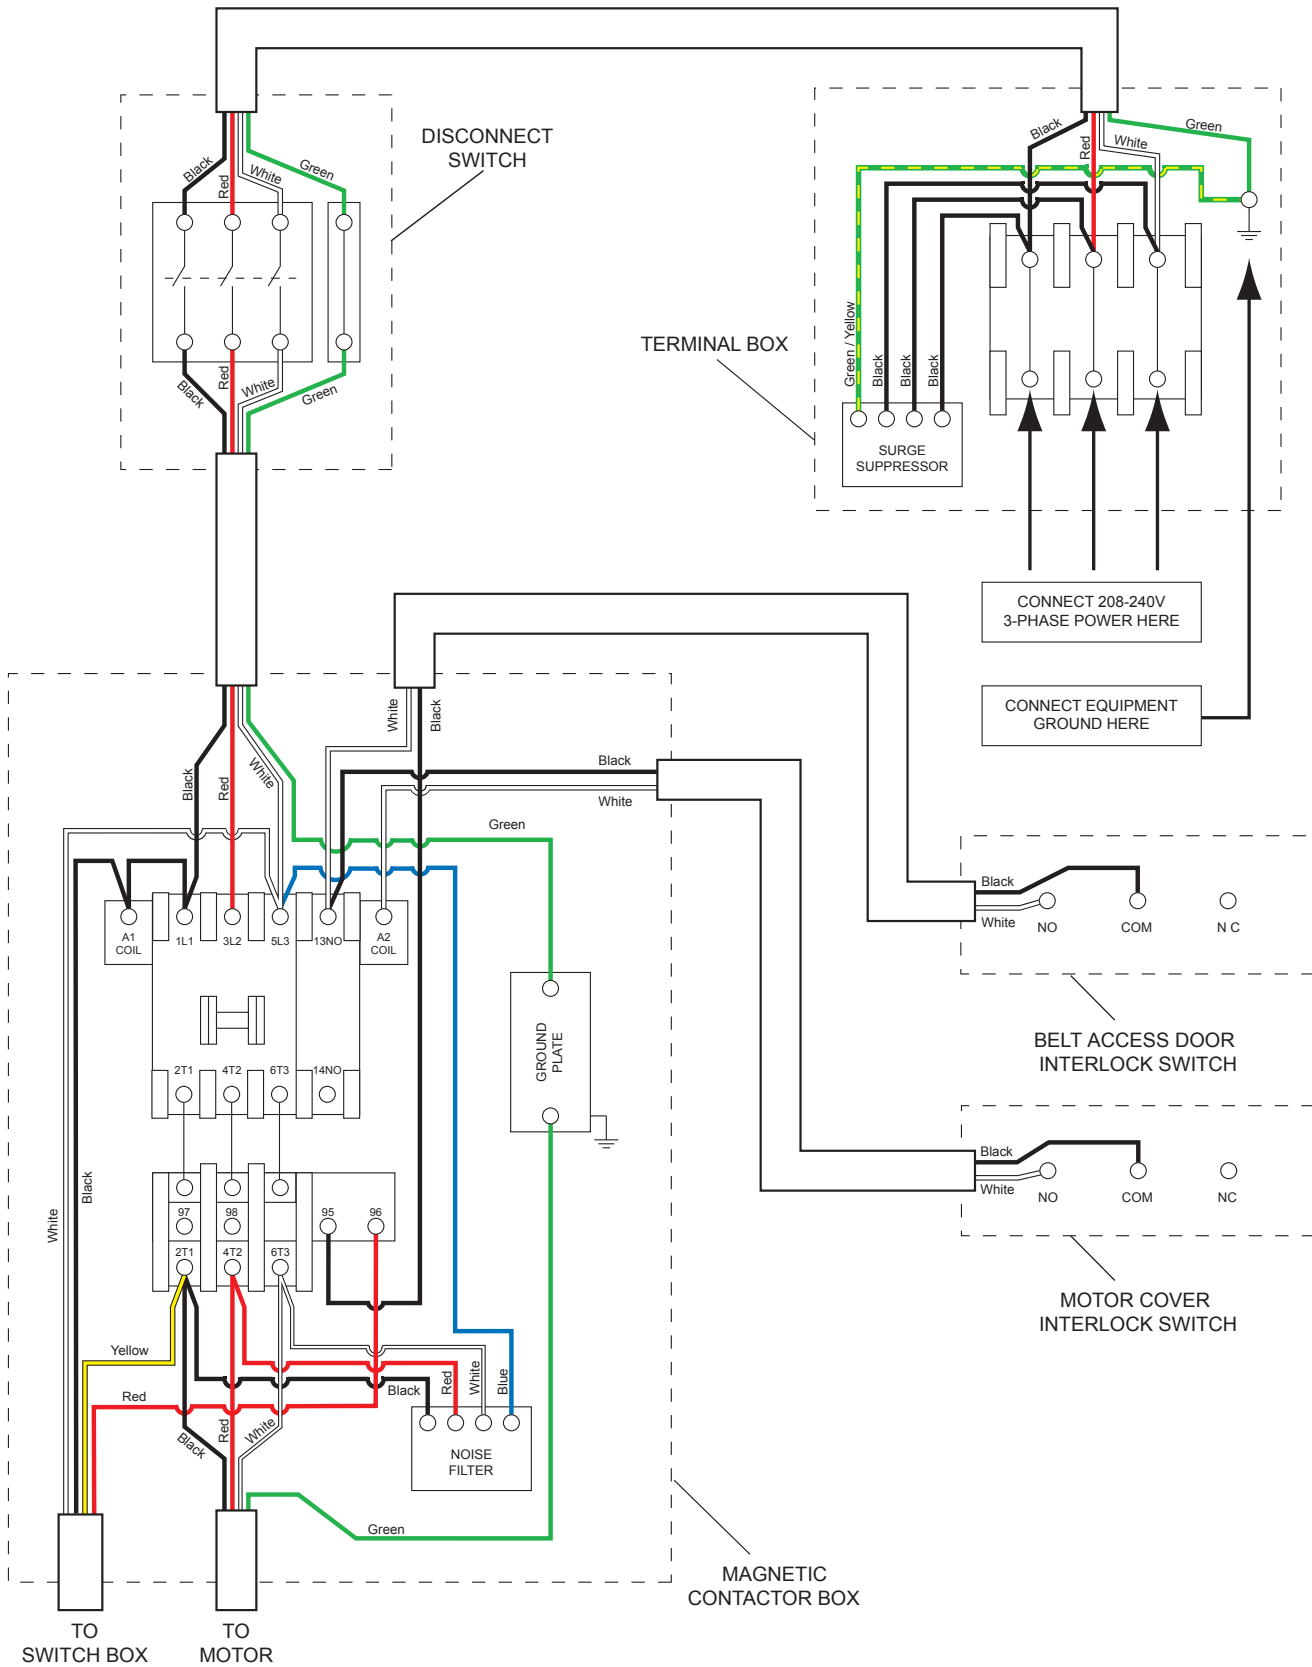 Black
Red
White
Green
DISCONNECT
SWITCH
Black
Red
White
Green
Black
Red
White
Green
TERMINAL BOX
Green / Yellow
Black
Black
Black
SURGE
SUPPRESSOR
CONNECT 208-240V
3-PHASE POWER HERE
CONNECT EQUIPMENT
GROUND HERE
White
Black
Black
Red
White
Black
White
Green
A1
COIL
1L1
3L2
5L3
13NO
A2
COIL
Black
White
NO
COM
N C
BELT ACCESS DOOR
INTERLOCK SWITCH
GROUND
PLATE
2T1
4T2
6T3
14NO
Black
White
NO
COM
NC
MOTOR COVER
INTERLOCK SWITCH
White
Black
97
98
95
96
2T1
4T2
6T3
Yellow
Red
Black
Red
White
Blue
Black
Red
White
NOISE
FILTER
Green
MAGNETIC
CONTACTOR BOX
TO
SWITCH BOX
TO
MOTOR